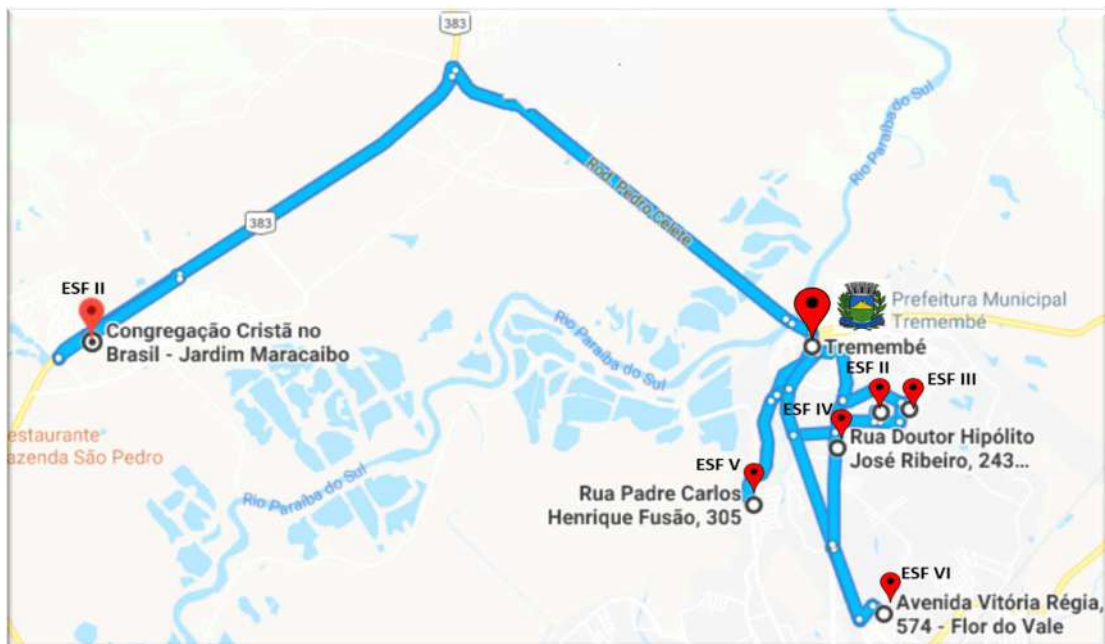 383
Rio Paraíba do Sul
Rod. Pedro Celete
383
ESF II
Congregação Cristã no
Brasil - Jardim Maracaibo
Prefeitura Municipal
Tremembé
Tremembé
Rio Paraíba do Sul
ESF II
ESF III
ESF IV
Rua Doutor Hipólito
José Ribeiro, 243...
estaurante
azenda São Pedro
Rio Paraíba do Sul
ESF V
Rua Padre Carlos
Henrique Fusão, 305
ESF VI
Avenida Vitória Régia,
574 - Flor do Vale